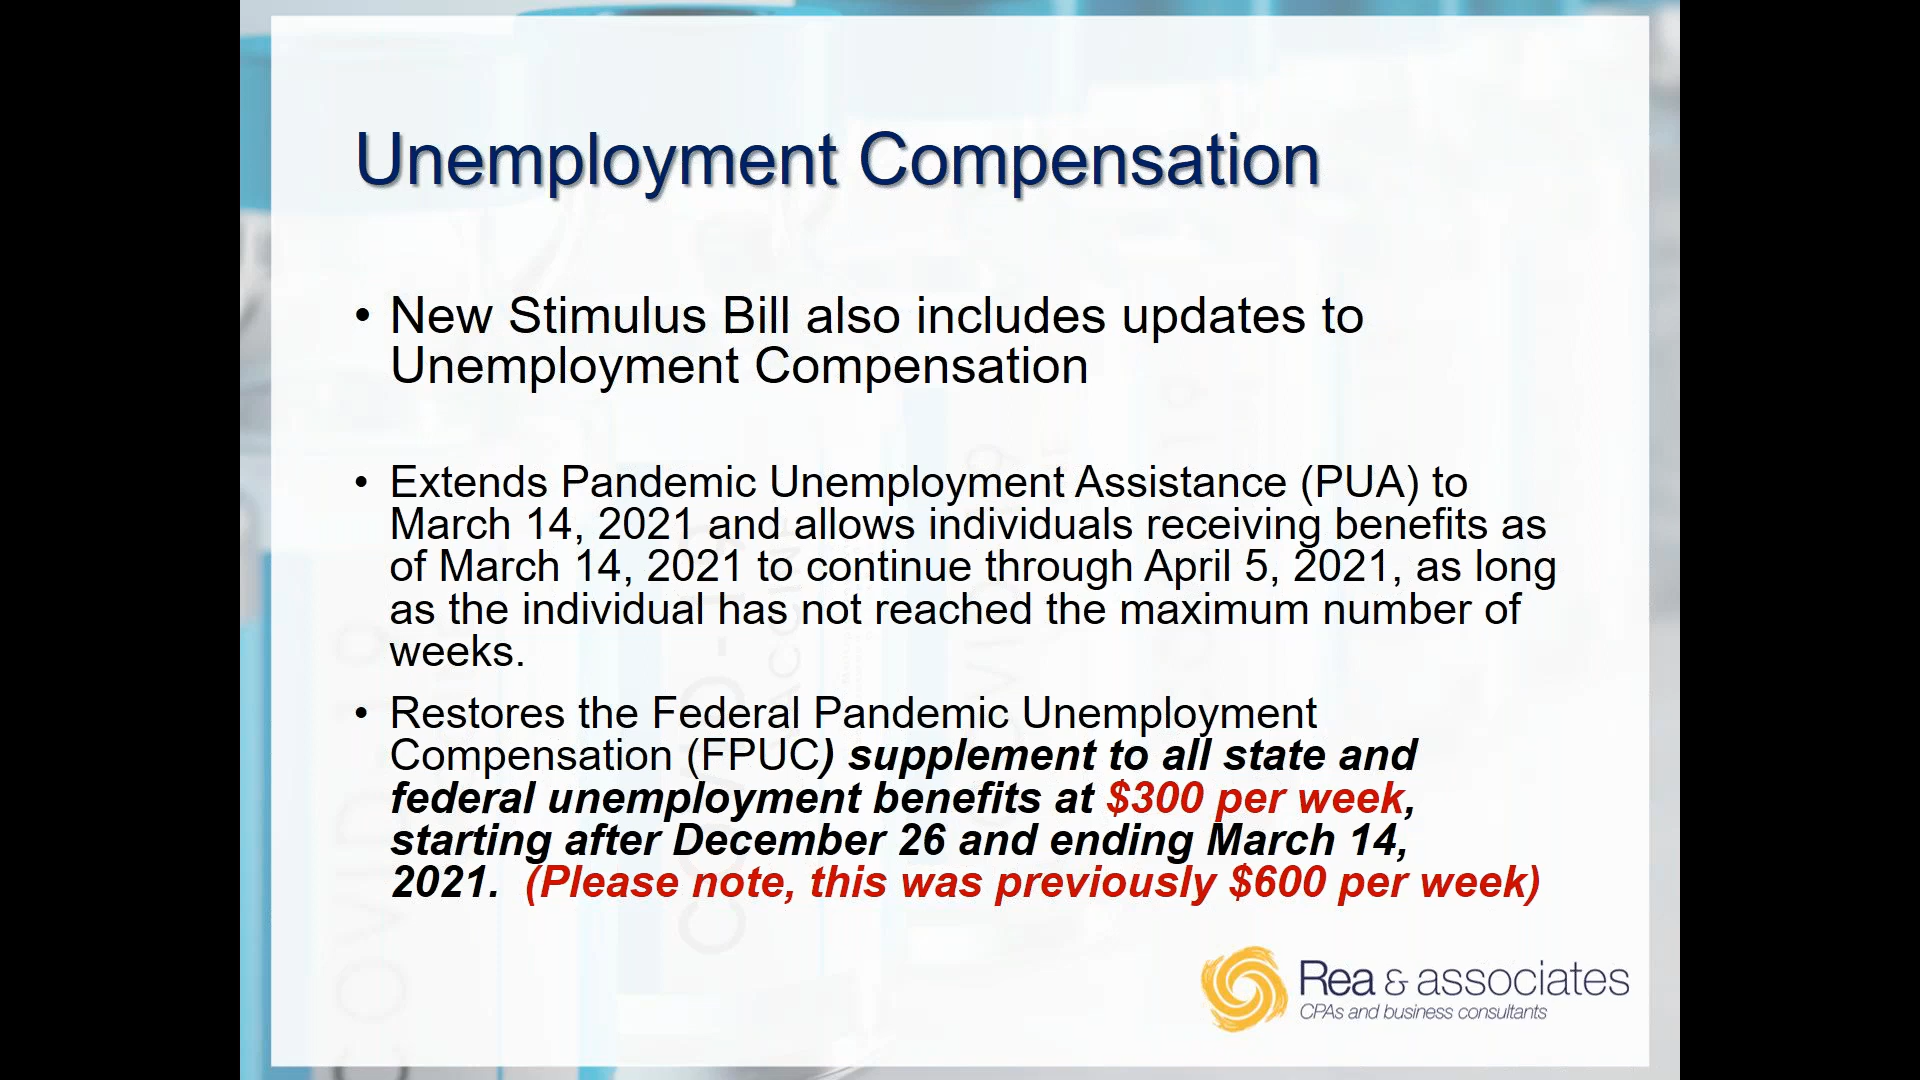 Unemployment Compensation
• New Stimulus Bill also includes updates to
Unemployment Compensation
• Extends Pandemic Unemployment Assistance (PUA) to
March 14, 2021 and allows individuals receiving benefits as
of March 14, 2021 to continue through April 5, 2021, as long
as the individual has not reached the maximum number of
weeks.
• Restores the Federal Pandemic Unemployment
Compensation (FPUC) supplement to all state and
federal unemployment benefits at $300 per week,
starting after December 26 and ending March 14,
2021. (Please note, this was previously $600 per week)
Rea & associates
CPAs and business consultants